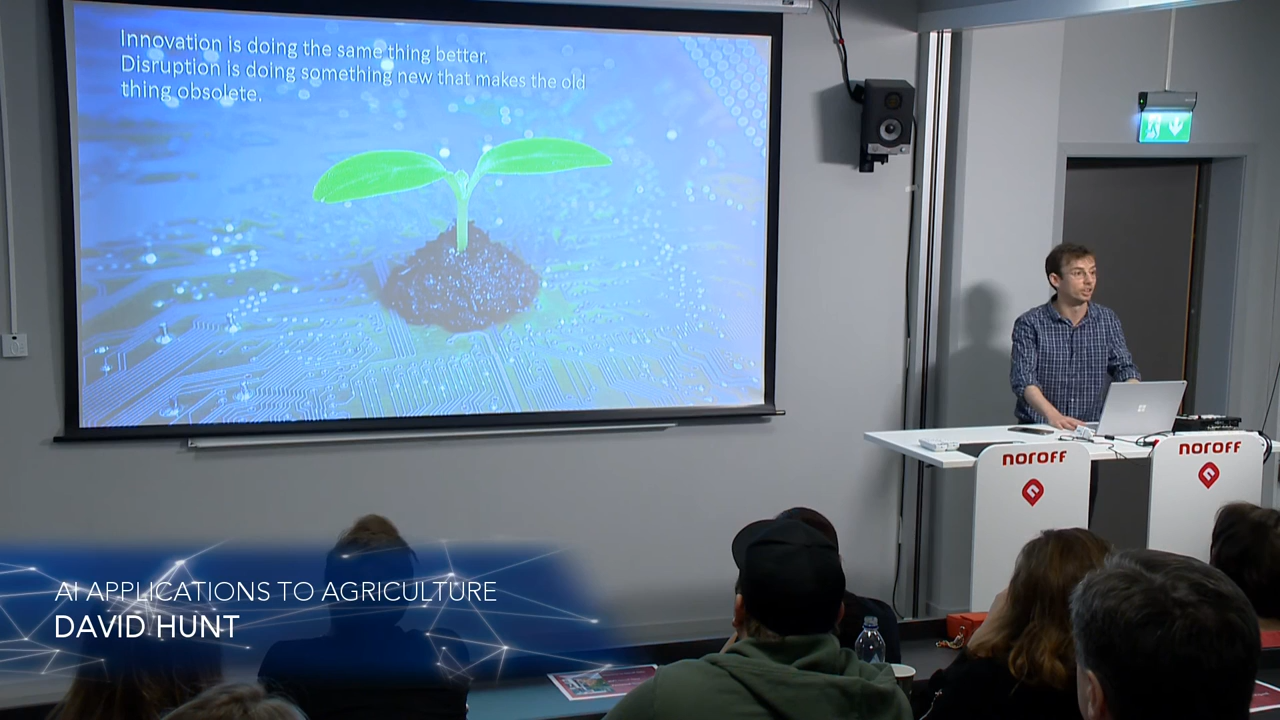 Innovation is doing the same thing better.
Disruption is doing something new that makes the old
thing obsolete.
noroff
noroff
AI APPLICATIONS TO AGRICULTURE
DAVID HUNT